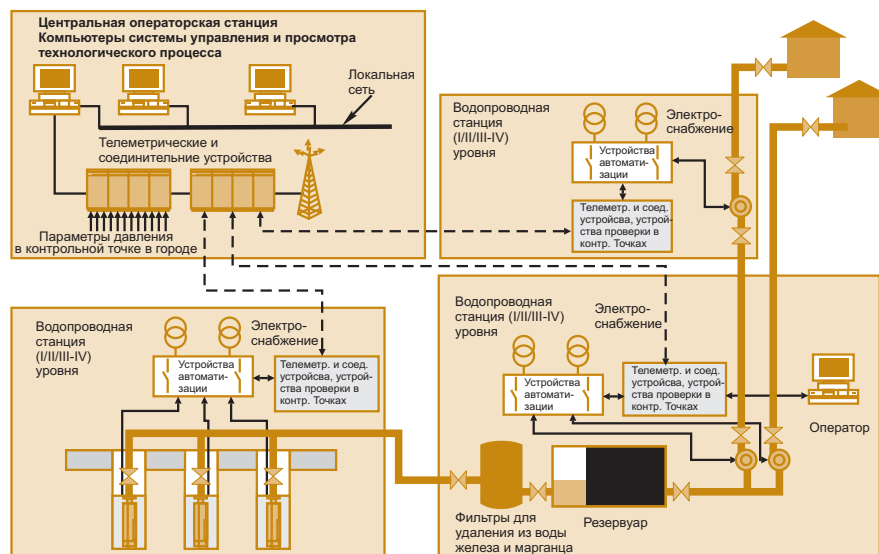 Центральная операторская станция
Компьютеры системы управления и просмотра
технологического процесса
Локальная
сеть
Телеметрические и
соединительные устройства
Параметры давления
в контрольной точке в городе
Водопроводная
станция
(I/II/III-IV)
уровня
Электро-
снабжение
Устройства
автомати-
зации
Телеметр. и соед.
устройсва, устрой-
ства проверки в
контр. Точках
Водопроводная
станция
(I/II/III-IV)
уровня
Электро-
снабжение
Устройства
автомати-
зации
Телеметр. и соед.
устройсва, устрой-
ства проверки в
контр. Точках
Водопроводная
станция (I/II/III-IV)
уровня
Электро-
снабжение
Устройства
автомати-
зации
Телеметр. и соед.
устройсва, устрой-
ства проверки в
контр. Точках
Оператор
Фильтры для
удаления из воды
железа и марганца
Резервуар